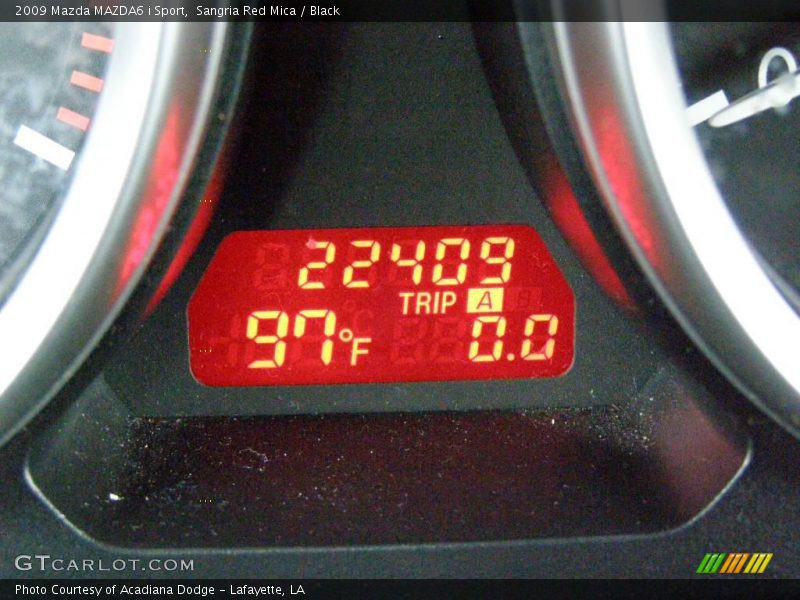 2009 Mazda MAZDA6 i Sport, Sangria Red Mica / Black
0
22409
TRIP A B
97°F 0.0
GTCARLOT.COM
Photo Courtesy of Acadiana Dodge - Lafayette, LA